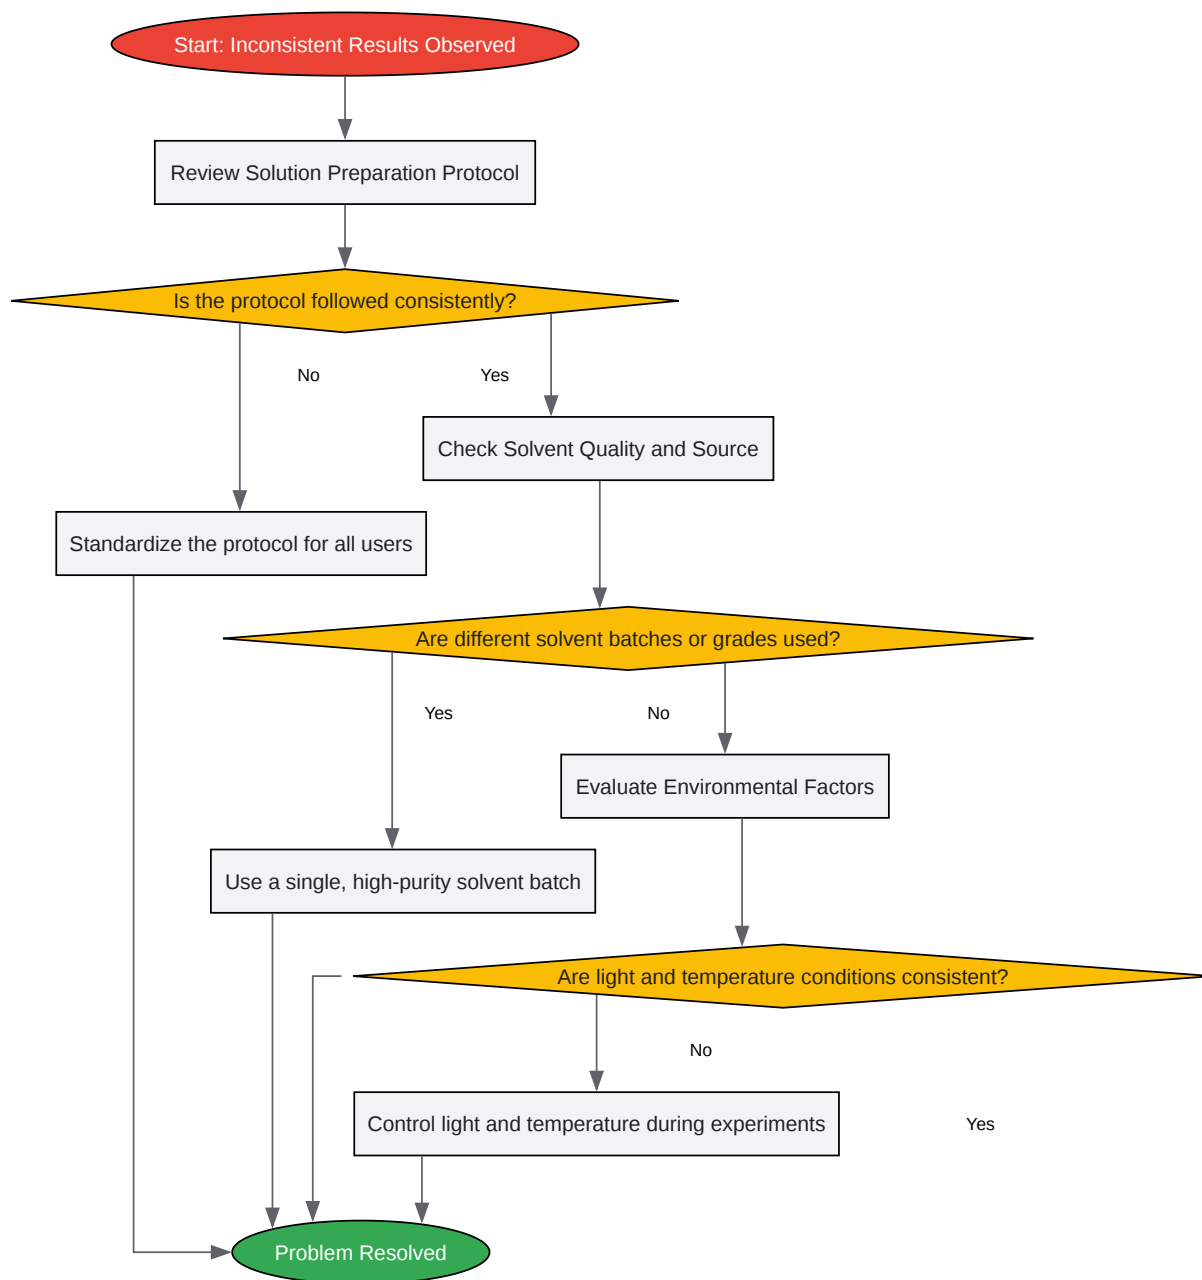 Start: Inconsistent Results Observed
Review Solution Preparation Protocol
Is the protocol followed consistently?
No
Yes
Check Solvent Quality and Source
Standardize the protocol for all users
Are different solvent batches or grades used?
Yes
No
Evaluate Environmental Factors
Use a single, high-purity solvent batch
Are light and temperature conditions consistent?
No
Control light and temperature during experiments
Yes
Problem Resolved